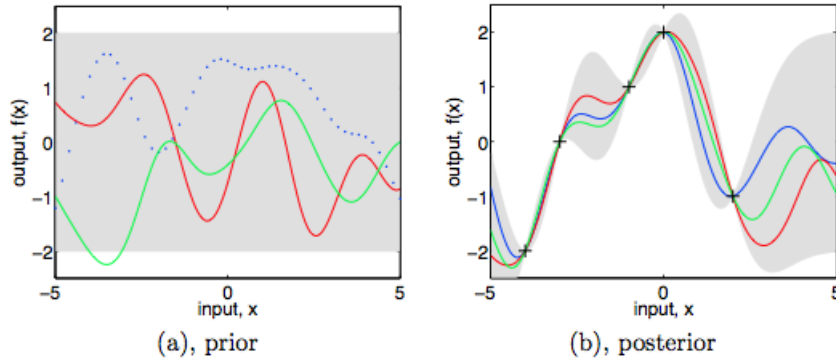 2
1
0
−1
−2
output, f(x)
−5
0
5
input, x
(a), prior
2
1
0
−1
−2
output, f(x)
−5
0
5
input, x
(b), posterior